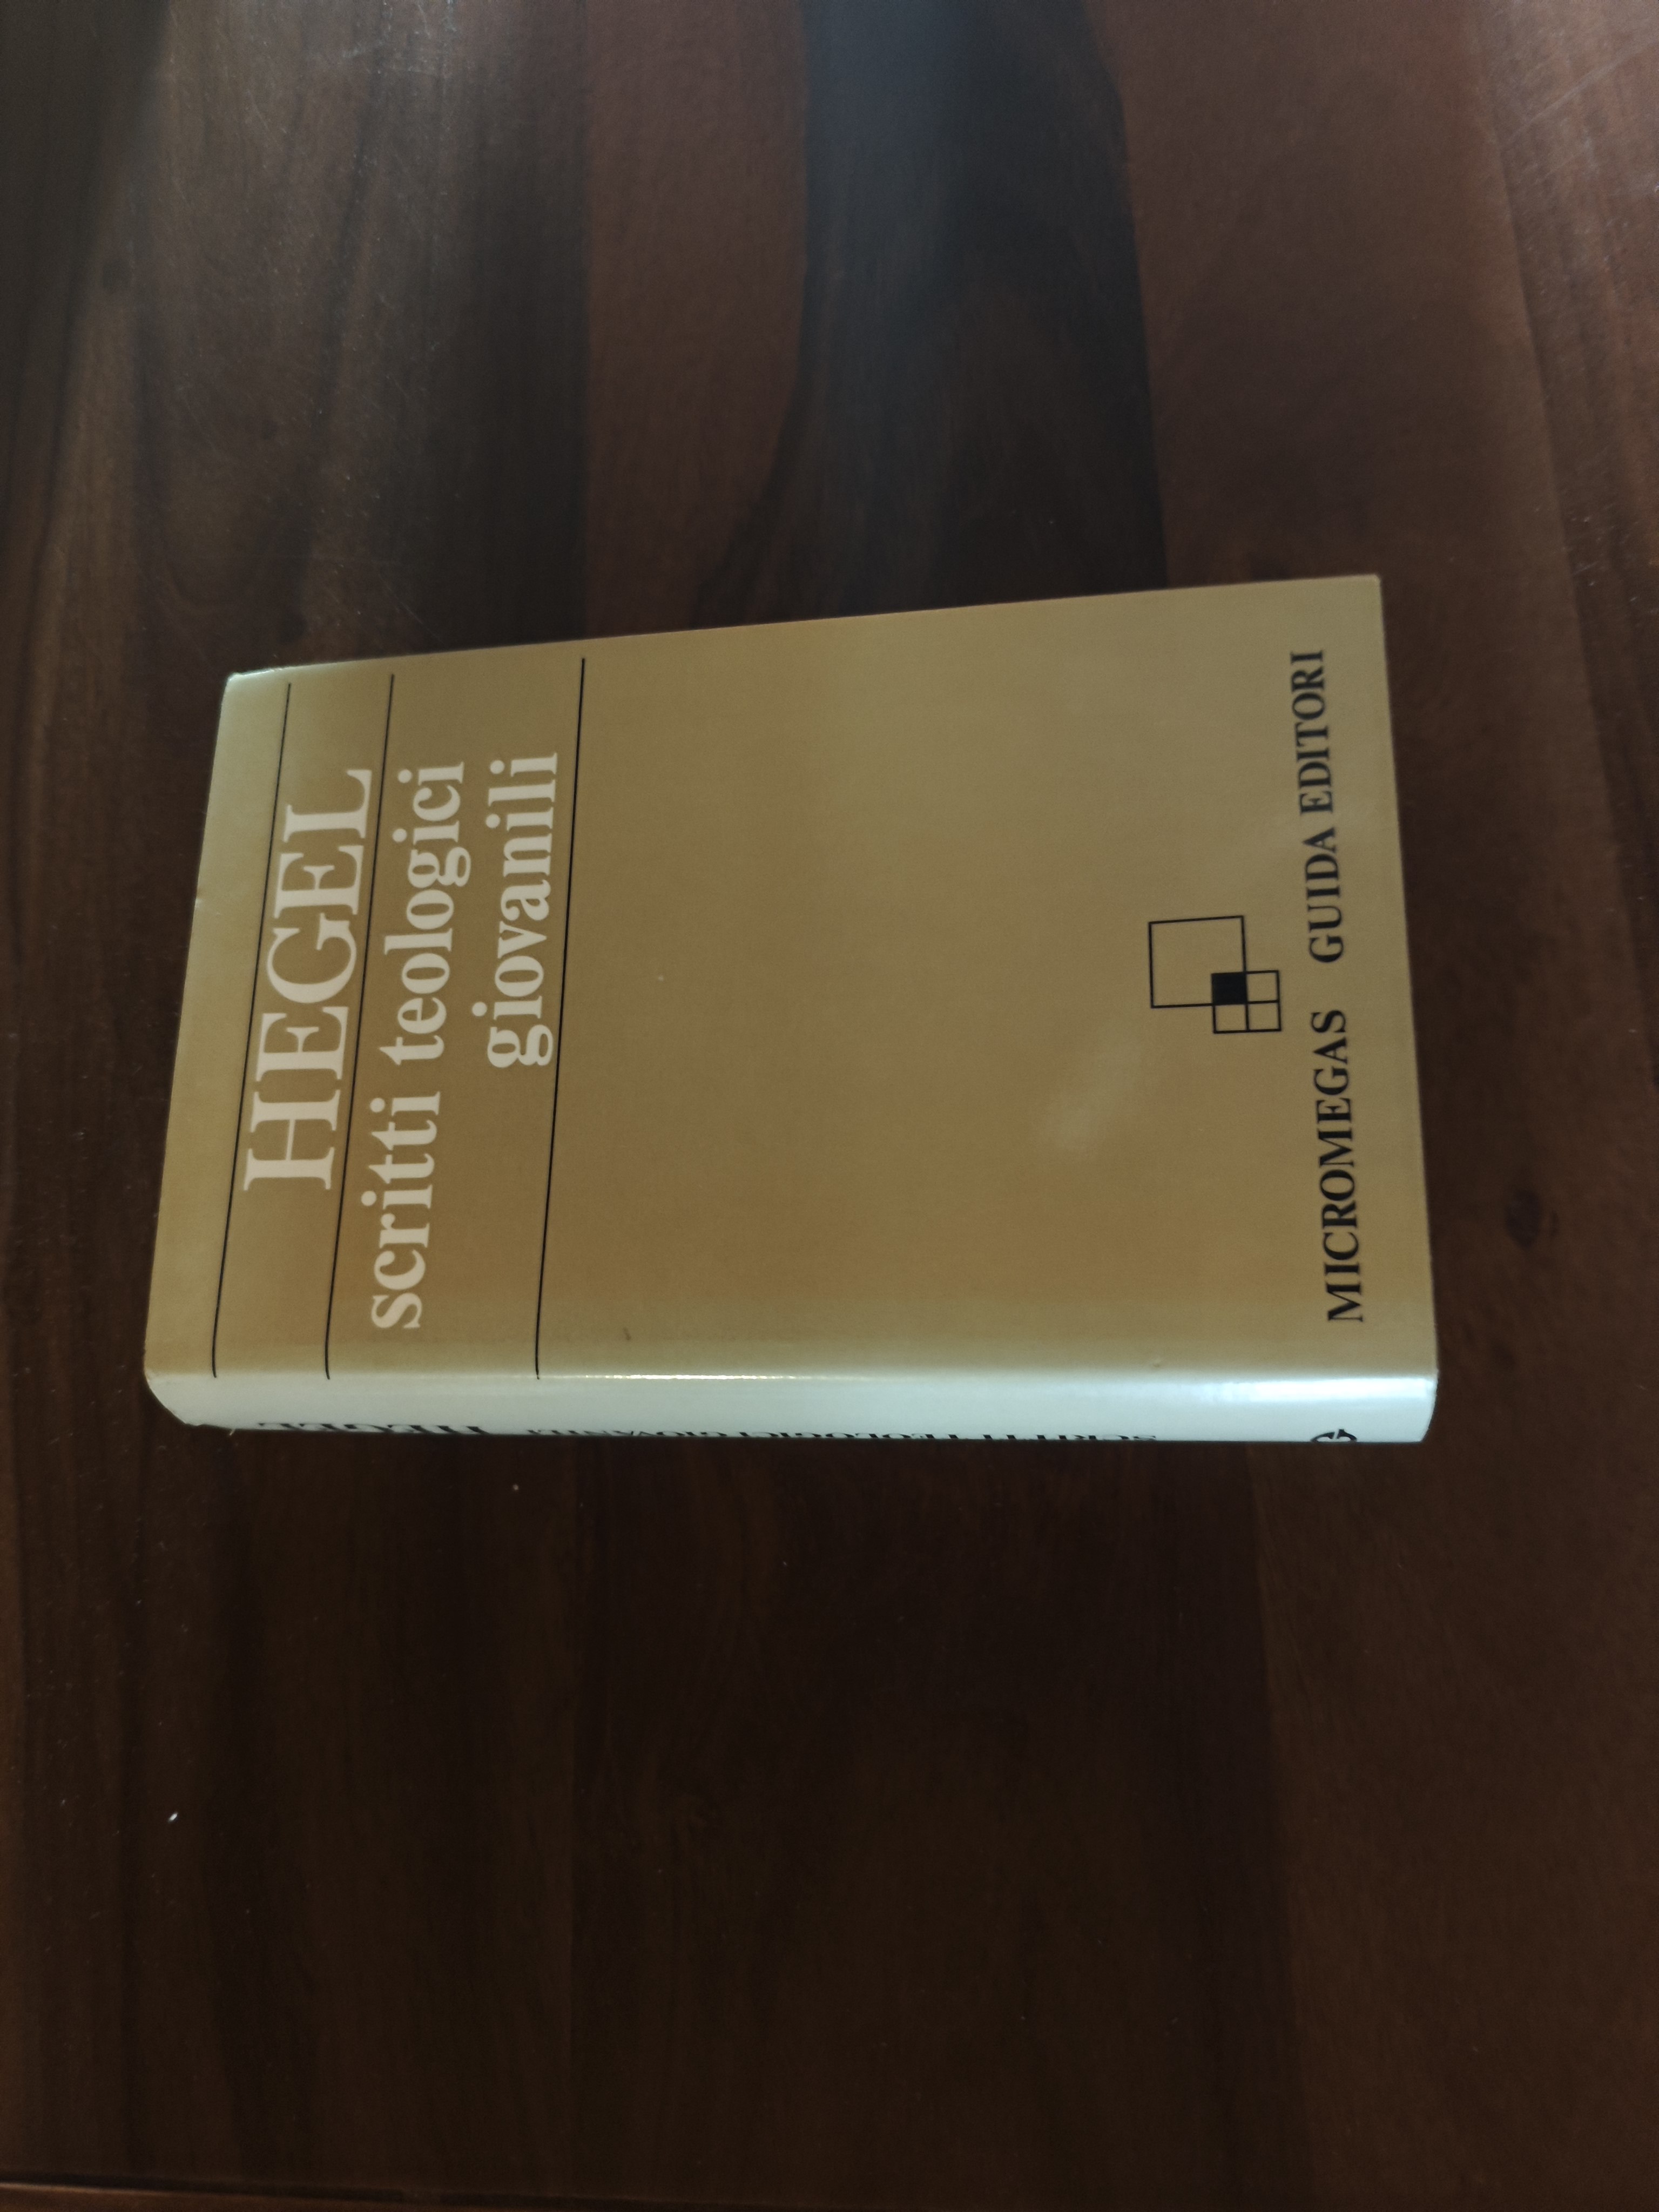 HEGEL
scritti teologici
giovanili
MICROMEGAS GUIDA EDITORI
HEGEL
SCRITTI TEOLOGICI GIOVANILI
G